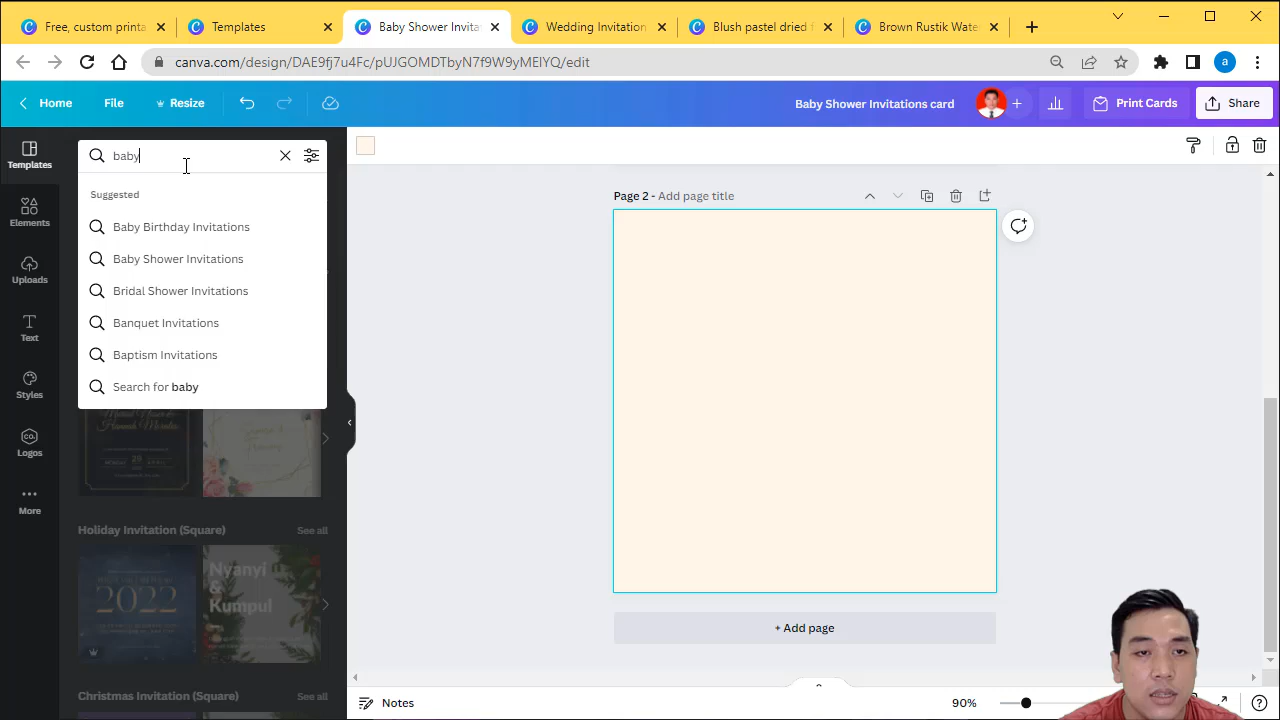 Free, custom printa
Templates
Baby Shower Invita
Wedding Invitation
Blush pastel dried f
Brown Rustik Wate
canva.com/design/DAE9fj7u4Fc/pUJGOMDTbyN7f9W9yMEIYQ/edit
a
Home
File
Resize
Baby Shower Invitations card
Print Cards
Share
Templates
Elements
Uploads
Text
Styles
CO.
Logos
More
baby
Suggested
Baby Birthday Invitations
Baby Shower Invitations
Bridal Shower Invitations
Banquet Invitations
Baptism Invitations
Search for baby
Holiday Invitation (Square)
See all
2022
Nyanyi
&
Kumpul
Christmas Invitation (Square)
See all
Page 2 - Add page title
+ Add page
Notes
90%